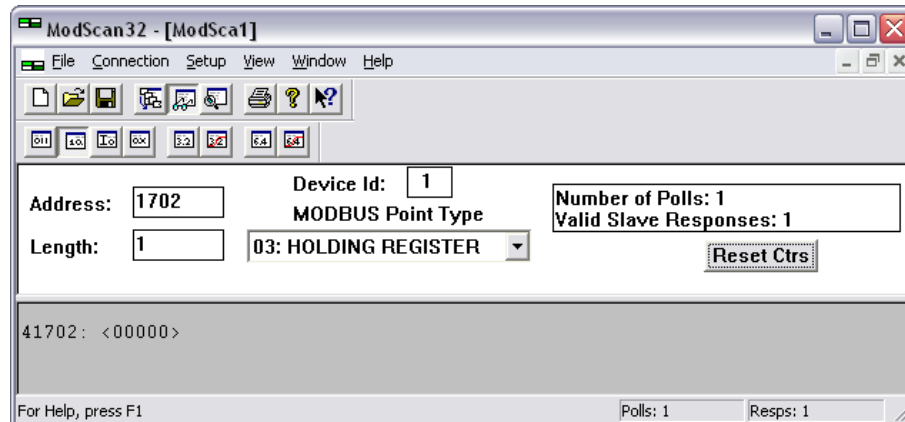 ModScan32 - [ModSca1]
File Connection Setup View Window Help
Address: 1702
Device Id: 1
MODBUS Point Type
Length: 1
03: HOLDING REGISTER
Number of Polls: 1
Valid Slave Responses: 1
Reset Ctrs
41702: <00000>
For Help, press F1
Polls: 1
Resps: 1